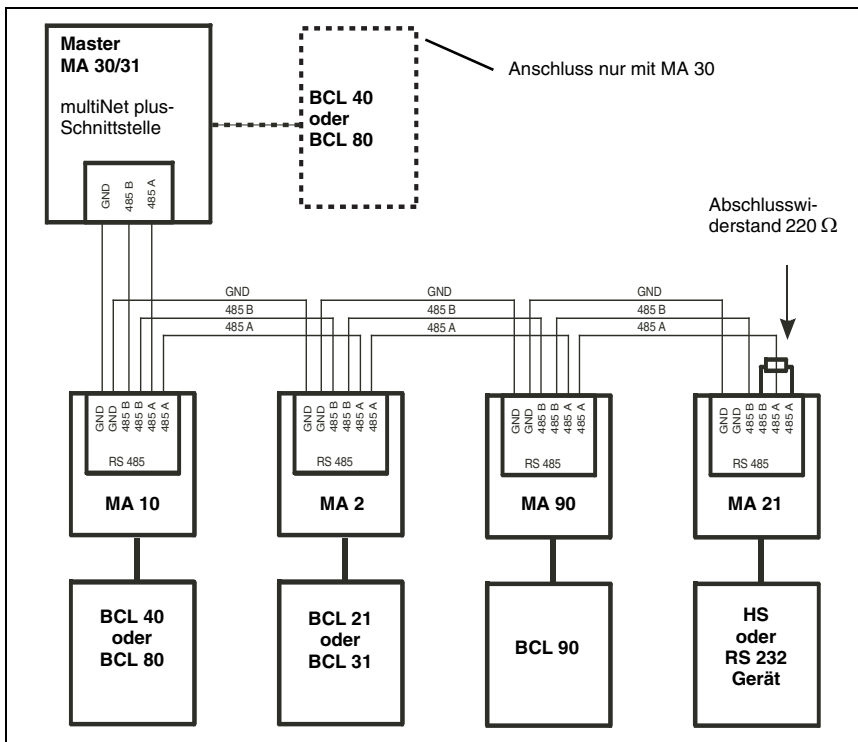 Master
MA 30/31
multiNet plus-
Schnittstelle
GND
485 B
485 A
BCL 40
oder
BCL 80
Anschluss nur mit MA 30
Abschlusswi-
derstand 220 Ω
GND
485 B
485 A
GND
485 B
485 A
GND
485 B
485 A
GND
GND
485 B
485 B
485 A
485 A
RS 485
MA 10
GND
GND
485 B
485 B
485 A
485 A
RS 485
MA 2
GND
GND
485 B
485 B
485 A
485 A
RS 485
MA 90
GND
GND
485 B
485 B
485 A
485 A
RS 485
MA 21
BCL 40
oder
BCL 80
BCL 21
oder
BCL 31
BCL 90
HS
oder
RS 232
Gerät